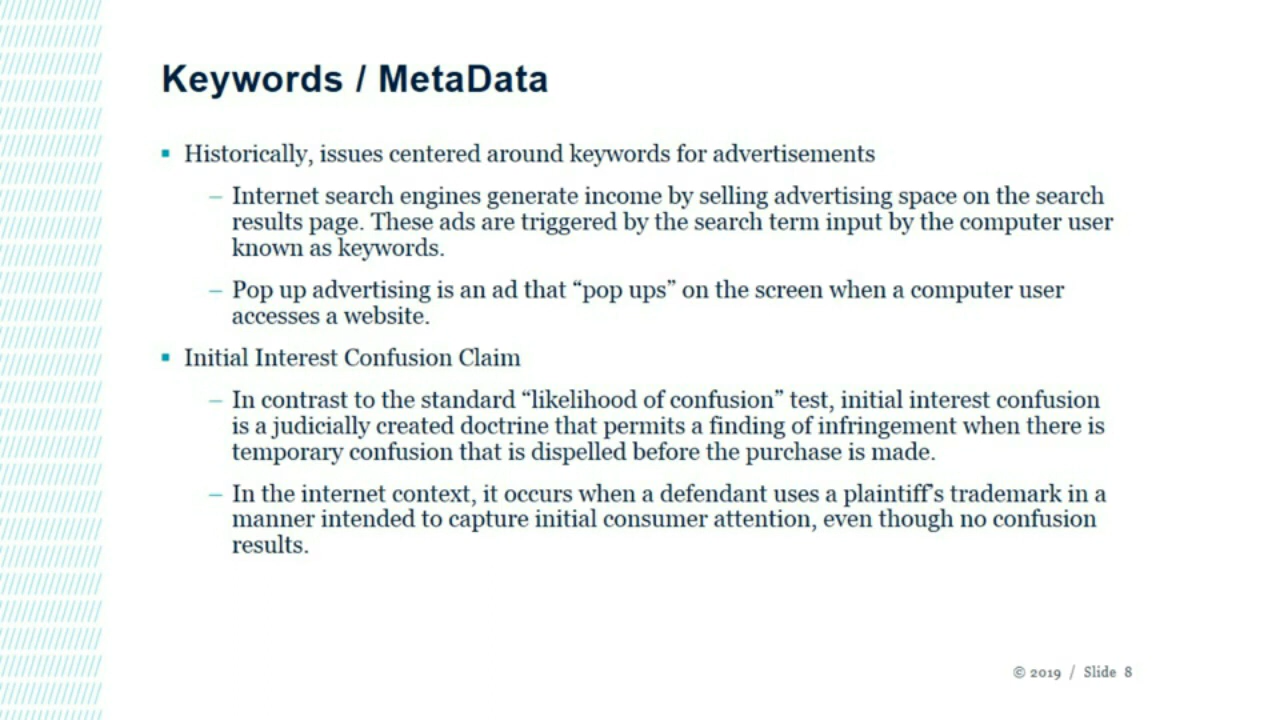 Keywords / MetaData
▪ Historically, issues centered around keywords for advertisements
– Internet search engines generate income by selling advertising space on the search
results page. These ads are triggered by the search term input by the computer user
known as keywords.
– Pop up advertising is an ad that “pop ups” on the screen when a computer user
accesses a website.
▪ Initial Interest Confusion Claim
– In contrast to the standard “likelihood of confusion” test, initial interest confusion
is a judicially created doctrine that permits a finding of infringement when there is
temporary confusion that is dispelled before the purchase is made.
– In the internet context, it occurs when a defendant uses a plaintiff’s trademark in a
manner intended to capture initial consumer attention, even though no confusion
results.
© 2019 / Slide 8